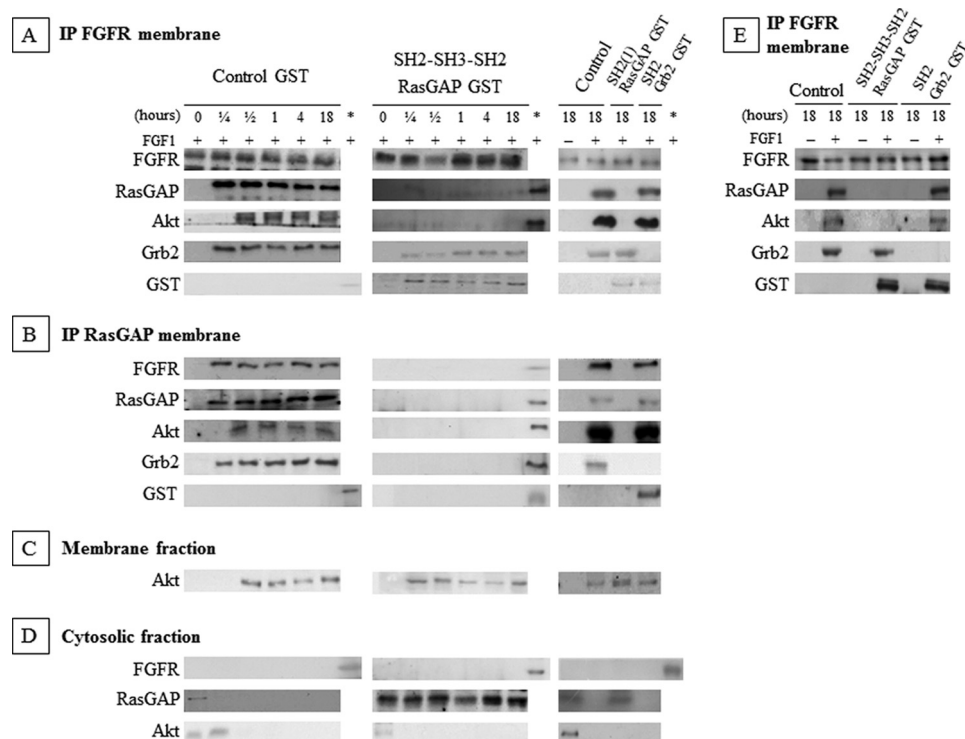 A IP FGFR membrane
Control GST
SH2-SH3-SH2
RasGAP GST
Control
SH2(1)
RasGAP GST
SH2
Grb2 GST
(hours) 0 ¼ ½ 1 4 18 * 0 ¼ ½ 1 4 18 * 18 18 18 18 *
FGF1 + + + + + + + + + + + + + + – + + + +
FGFR
RasGAP
Akt
Grb2
GST
B IP RasGAP membrane
FGFR
RasGAP
Akt
Grb2
GST
C Membrane fraction
Akt
D Cytosolic fraction
FGFR
RasGAP
Akt
E IP FGFR
membrane
Control
SH2-SH3-SH2
RasGAP GST
SH2
Grb2 GST
18 18 18 18 18 18
FGF1 – + – + – +
FGFR
RasGAP
Akt
Grb2
GST